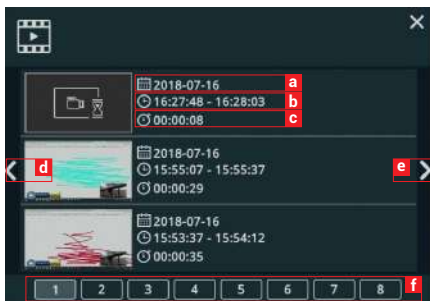 2018-07-16 a
16:27:48 - 16:28:03 b
00:00:08 c
2018-07-16
d 15:55:07 - 15:55:37 e
00:00:29
2018-07-16
15:53:37 - 15:54:12
00:00:35
1 2 3 4 5 6 7 8 f